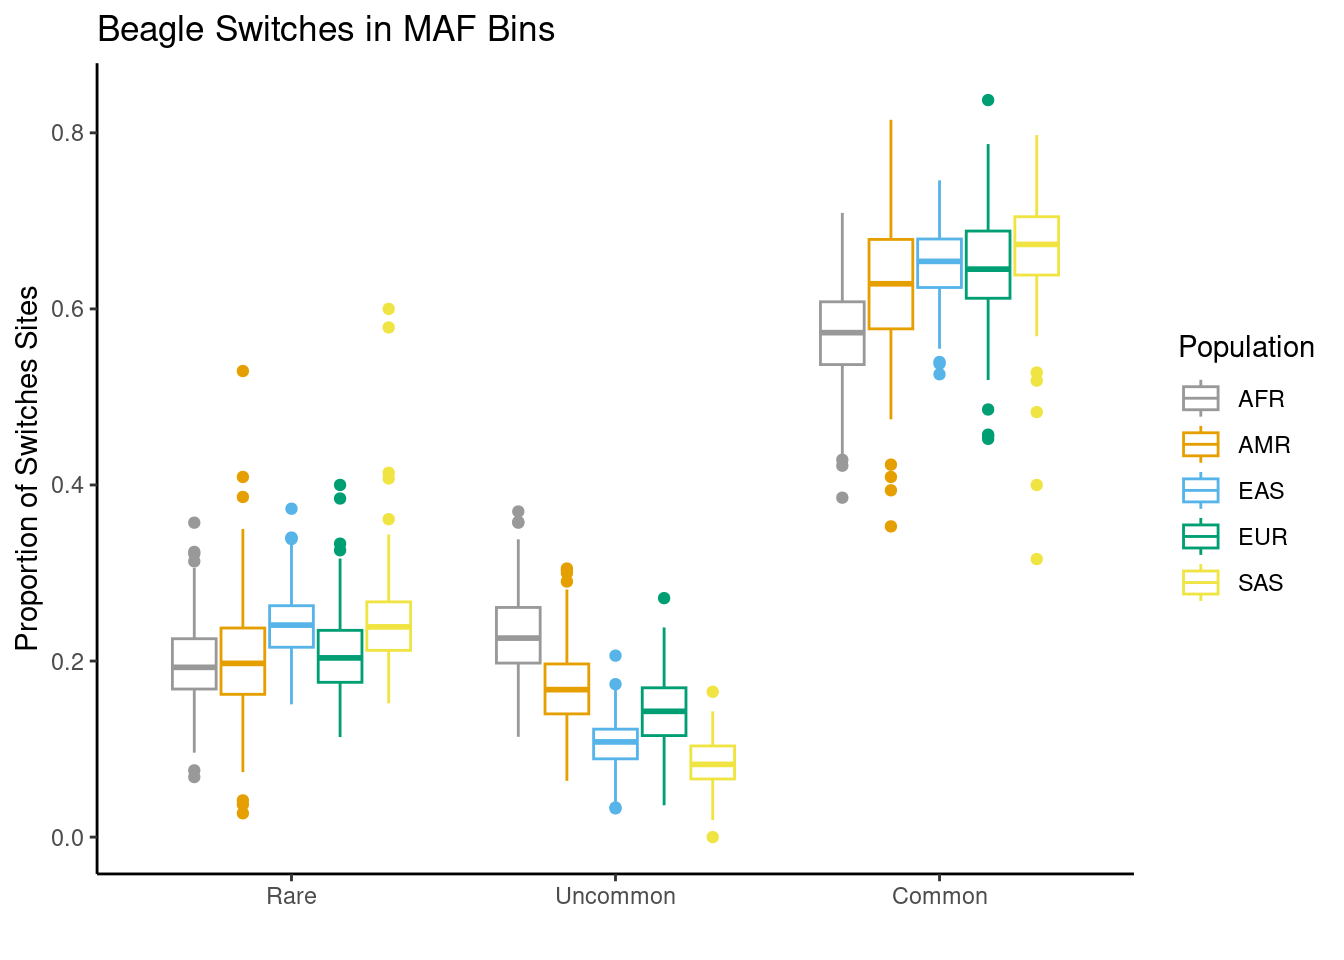 Beagle Switches in MAF Bins
Proportion of Switches Sites
0.8
0.6
0.4
0.2
0.0
Rare
Uncommon
Common
Population
AFR
AMR
EAS
EUR
SAS